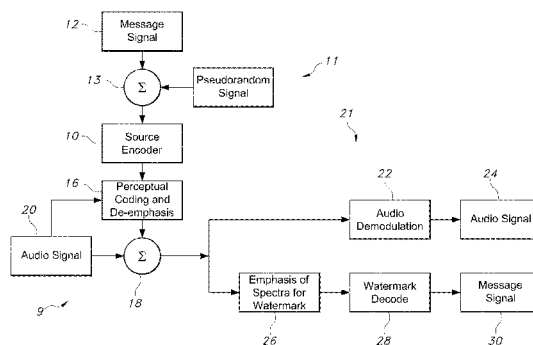 12
Message
Signal
13
Σ
Pseudorandom
Signal
11
10
Source
Encoder
21
16
Perceptual
Coding and
De-emphasis
20
Audio Signal
Σ
18
9
22
Audio
Demodulation
24
Audio Signal
Emphasis of
Spectra for
Watermark
26
Watermark
Decode
28
Message
Signal
30